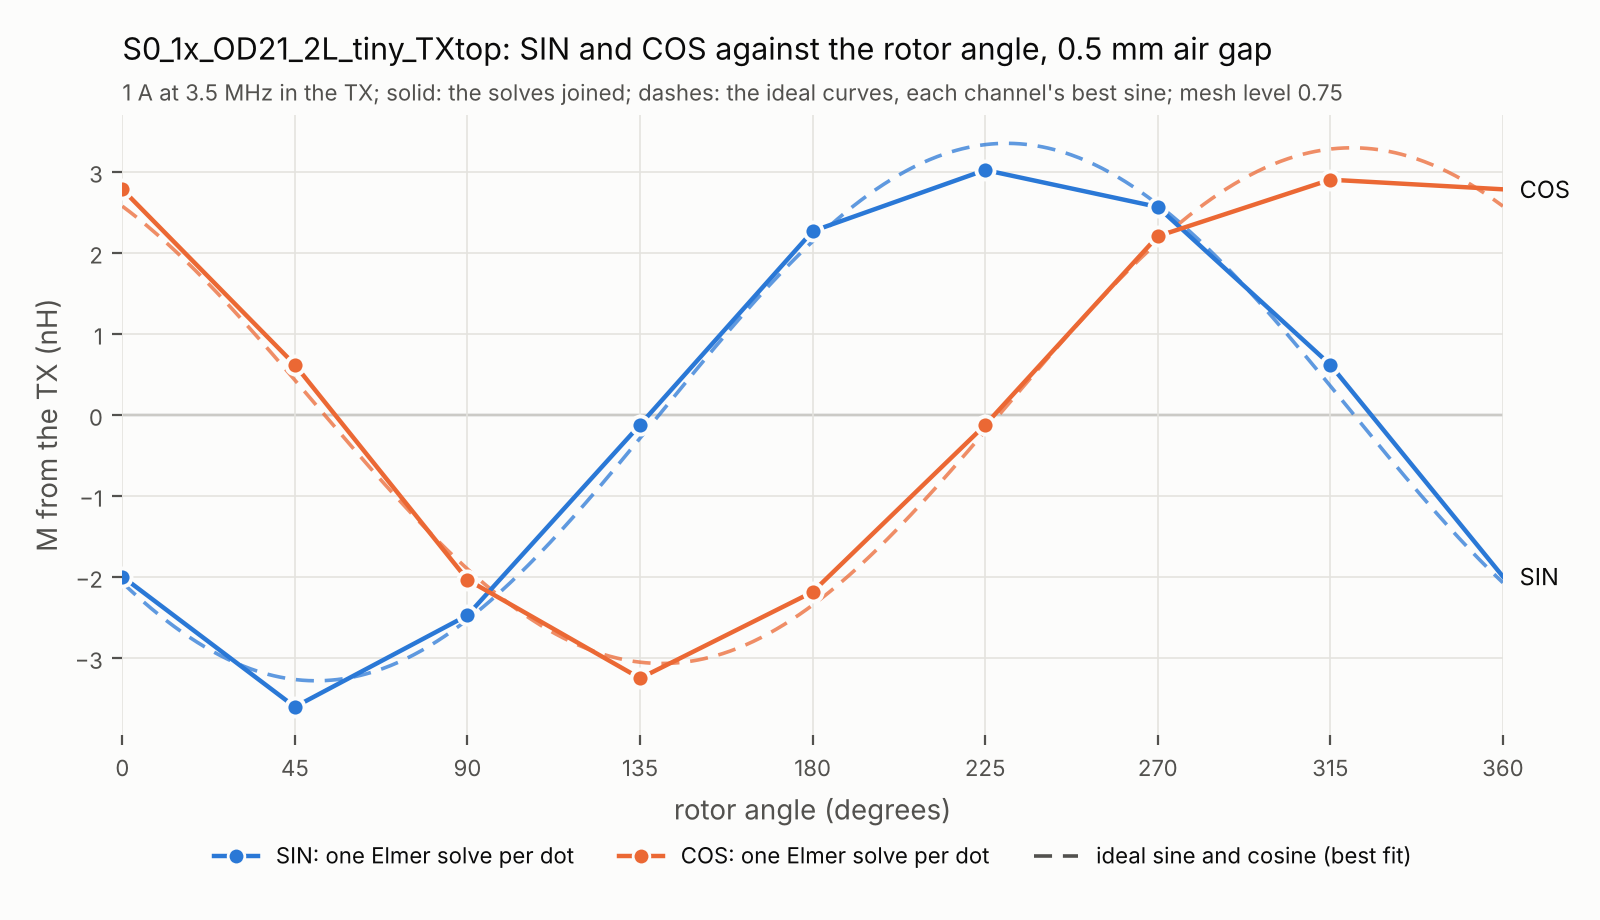 S0_1x_OD21_2L_tiny_TXtop: SIN and COS against the rotor angle, 0.5 mm air gap
1 A at 3.5 MHz in the TX; solid: the solves joined; dashes: the ideal curves, each channel's best sine; mesh level 0.75
M from the TX (nH)
3
2
1
0
−1
−2
−3
COS
SIN
0 45 90 135 180 225 270 315 360
rotor angle (degrees)
SIN: one Elmer solve per dot COS: one Elmer solve per dot ideal sine and cosine (best fit)